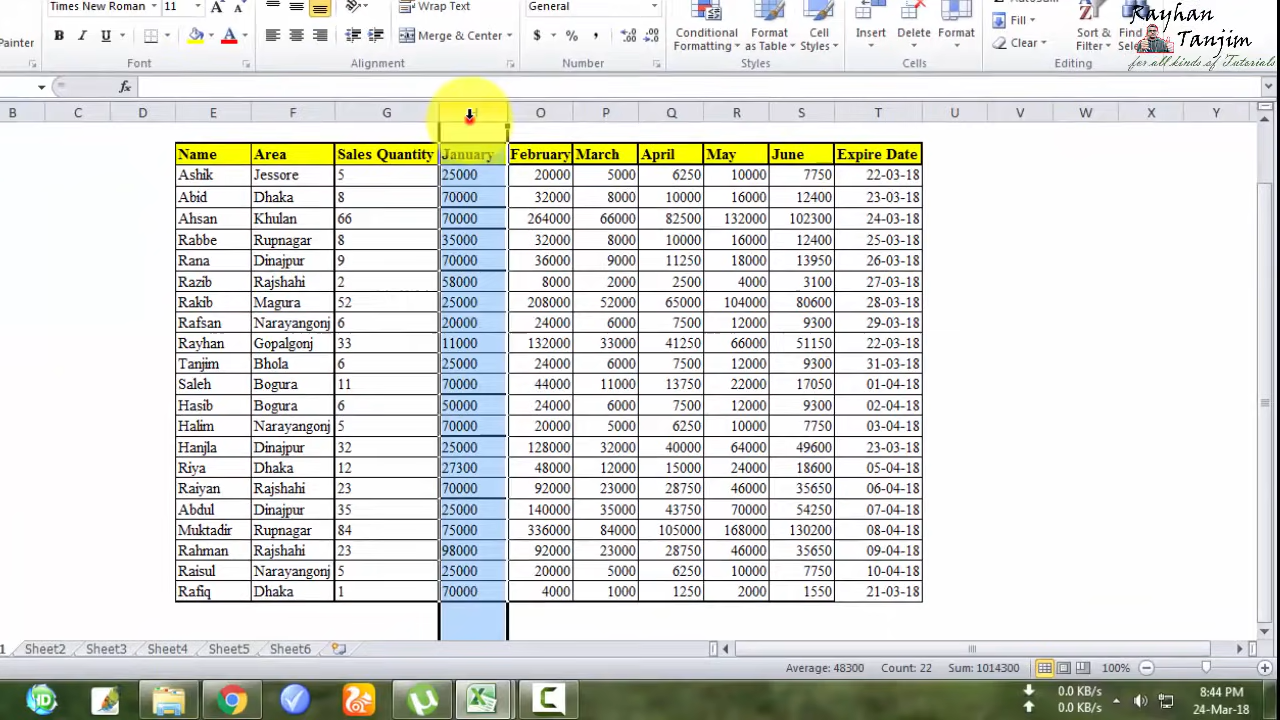 Times New Roman 11 A A Wrap Text General Σ AutoSum
Painter B I U A Merge & Center $ % , Conditional Formatting Format as Table Cell Styles Insert Delete Format Fill Clear Sort & Filter
Font Alignment Number Styles Cells Editing
Rayhan
Tanjim
for all kinds of Tutorials
fx
B C D E F G H O P Q R S T U V W X Y
Name Area Sales Quantity January February March April May June Expire Date
Ashik Jessore 5 25000 20000 5000 6250 10000 7750 22-03-18
Abid Dhaka 8 70000 32000 8000 10000 16000 12400 23-03-18
Ahsan Khulan 66 70000 264000 66000 82500 132000 102300 24-03-18
Rabbe Rupnagar 8 35000 32000 8000 10000 16000 12400 25-03-18
Rana Dinajpur 9 70000 36000 9000 11250 18000 13950 26-03-18
Razib Rajshahi 2 58000 8000 2000 2500 4000 3100 27-03-18
Rakib Magura 52 25000 208000 52000 65000 104000 80600 28-03-18
Rafsan Narayangonj 6 20000 24000 6000 7500 12000 9300 29-03-18
Rayhan Gopalgonj 33 11000 132000 33000 41250 66000 51150 22-03-18
Tanjim Bhola 6 25000 24000 6000 7500 12000 9300 31-03-18
Saleh Bogura 11 70000 44000 11000 13750 22000 17050 01-04-18
Hasib Bogura 6 50000 24000 6000 7500 12000 9300 02-04-18
Halim Narayangonj 5 70000 20000 5000 6250 10000 7750 03-04-18
Hanjla Dinajpur 32 25000 128000 32000 40000 64000 49600 23-03-18
Riya Dhaka 12 27300 48000 12000 15000 24000 18600 05-04-18
Raiyan Rajshahi 23 70000 92000 23000 28750 46000 35650 06-04-18
Abdul Dinajpur 35 25000 140000 35000 43750 70000 54250 07-04-18
Muktadir Rupnagar 84 75000 336000 84000 105000 168000 130200 08-04-18
Rahman Rajshahi 23 98000 92000 23000 28750 46000 35650 09-04-18
Raisul Narayangonj 5 25000 20000 5000 6250 10000 7750 10-04-18
Rafiq Dhaka 1 70000 4000 1000 1250 2000 1550 21-03-18
1 Sheet2 Sheet3 Sheet4 Sheet5 Sheet6
Average: 48300 Count: 22 Sum: 1014300 100%
0.0 KB/s
0.0 KB/s
8:44 PM
24-Mar-18